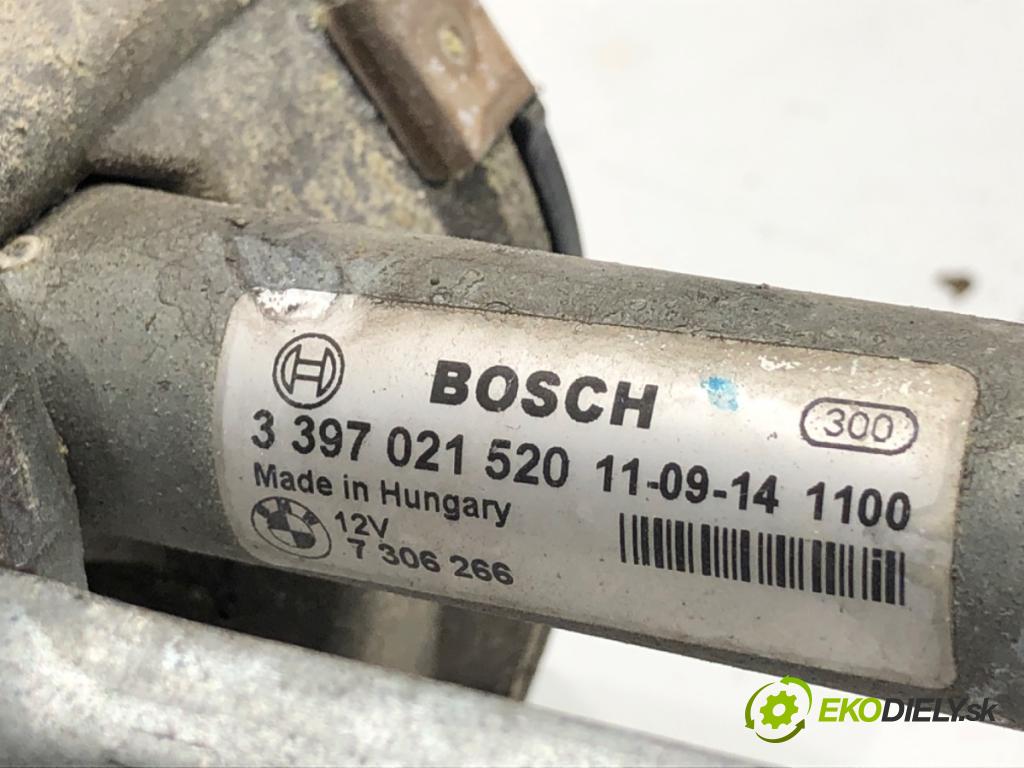 BOSCH
300
3 397 021 520 11-09-14 1100
Made in Hungary
12V
7 306 266
EKODIELY.sk